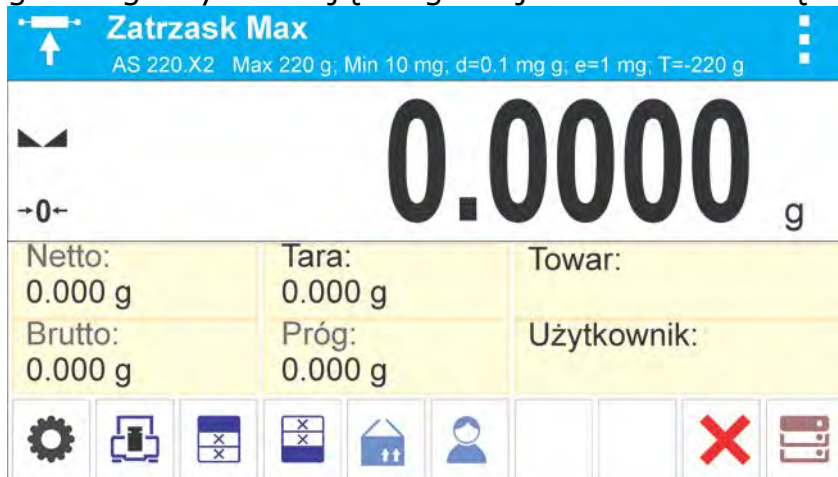 Zatrzask Max
AS 220.X2 Max 220 g; Min 10 mg; d=0.1 mg g; e=1 mg; T=-220 g
0.0000 g
→0←
Netto: Tara: Towar:
0.000 g 0.000 g
Brutto: Próg: Użytkownik:
0.000 g 0.000 g